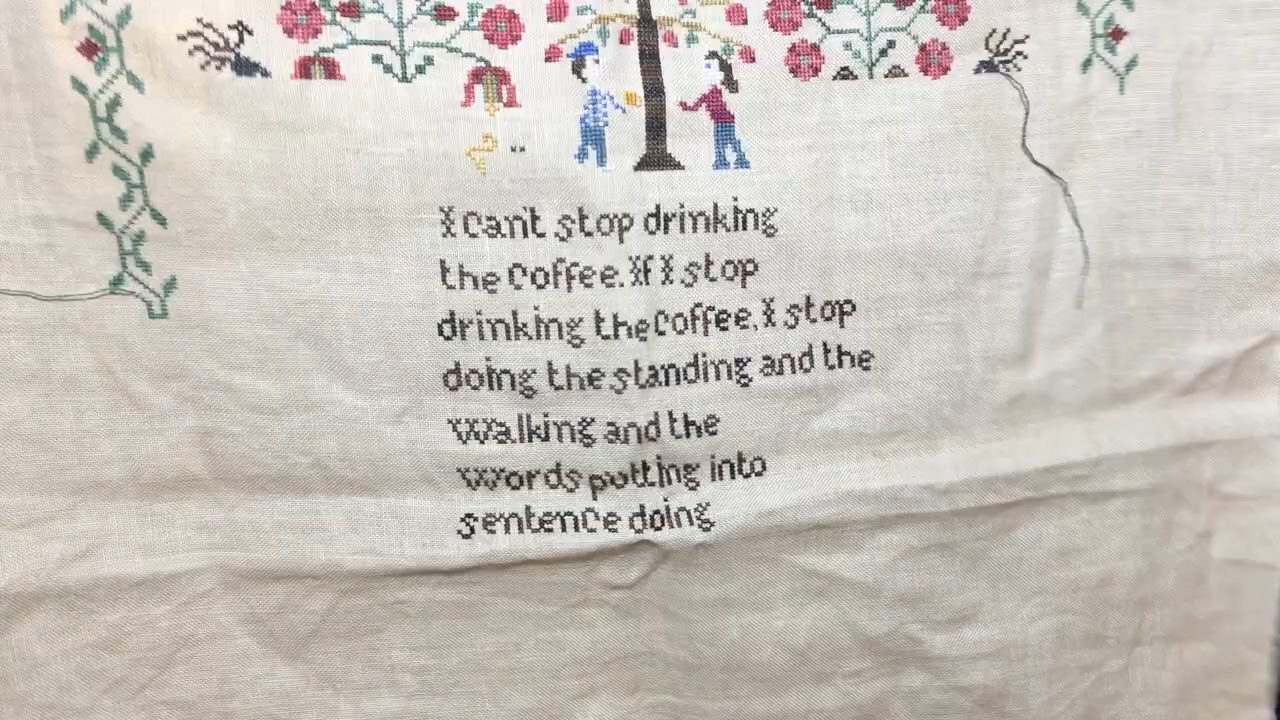 I can't stop drinking
the coffee. If I stop
drinking the coffee, I stop
doing the standing and the
walking and the
words putting into
sentence doing